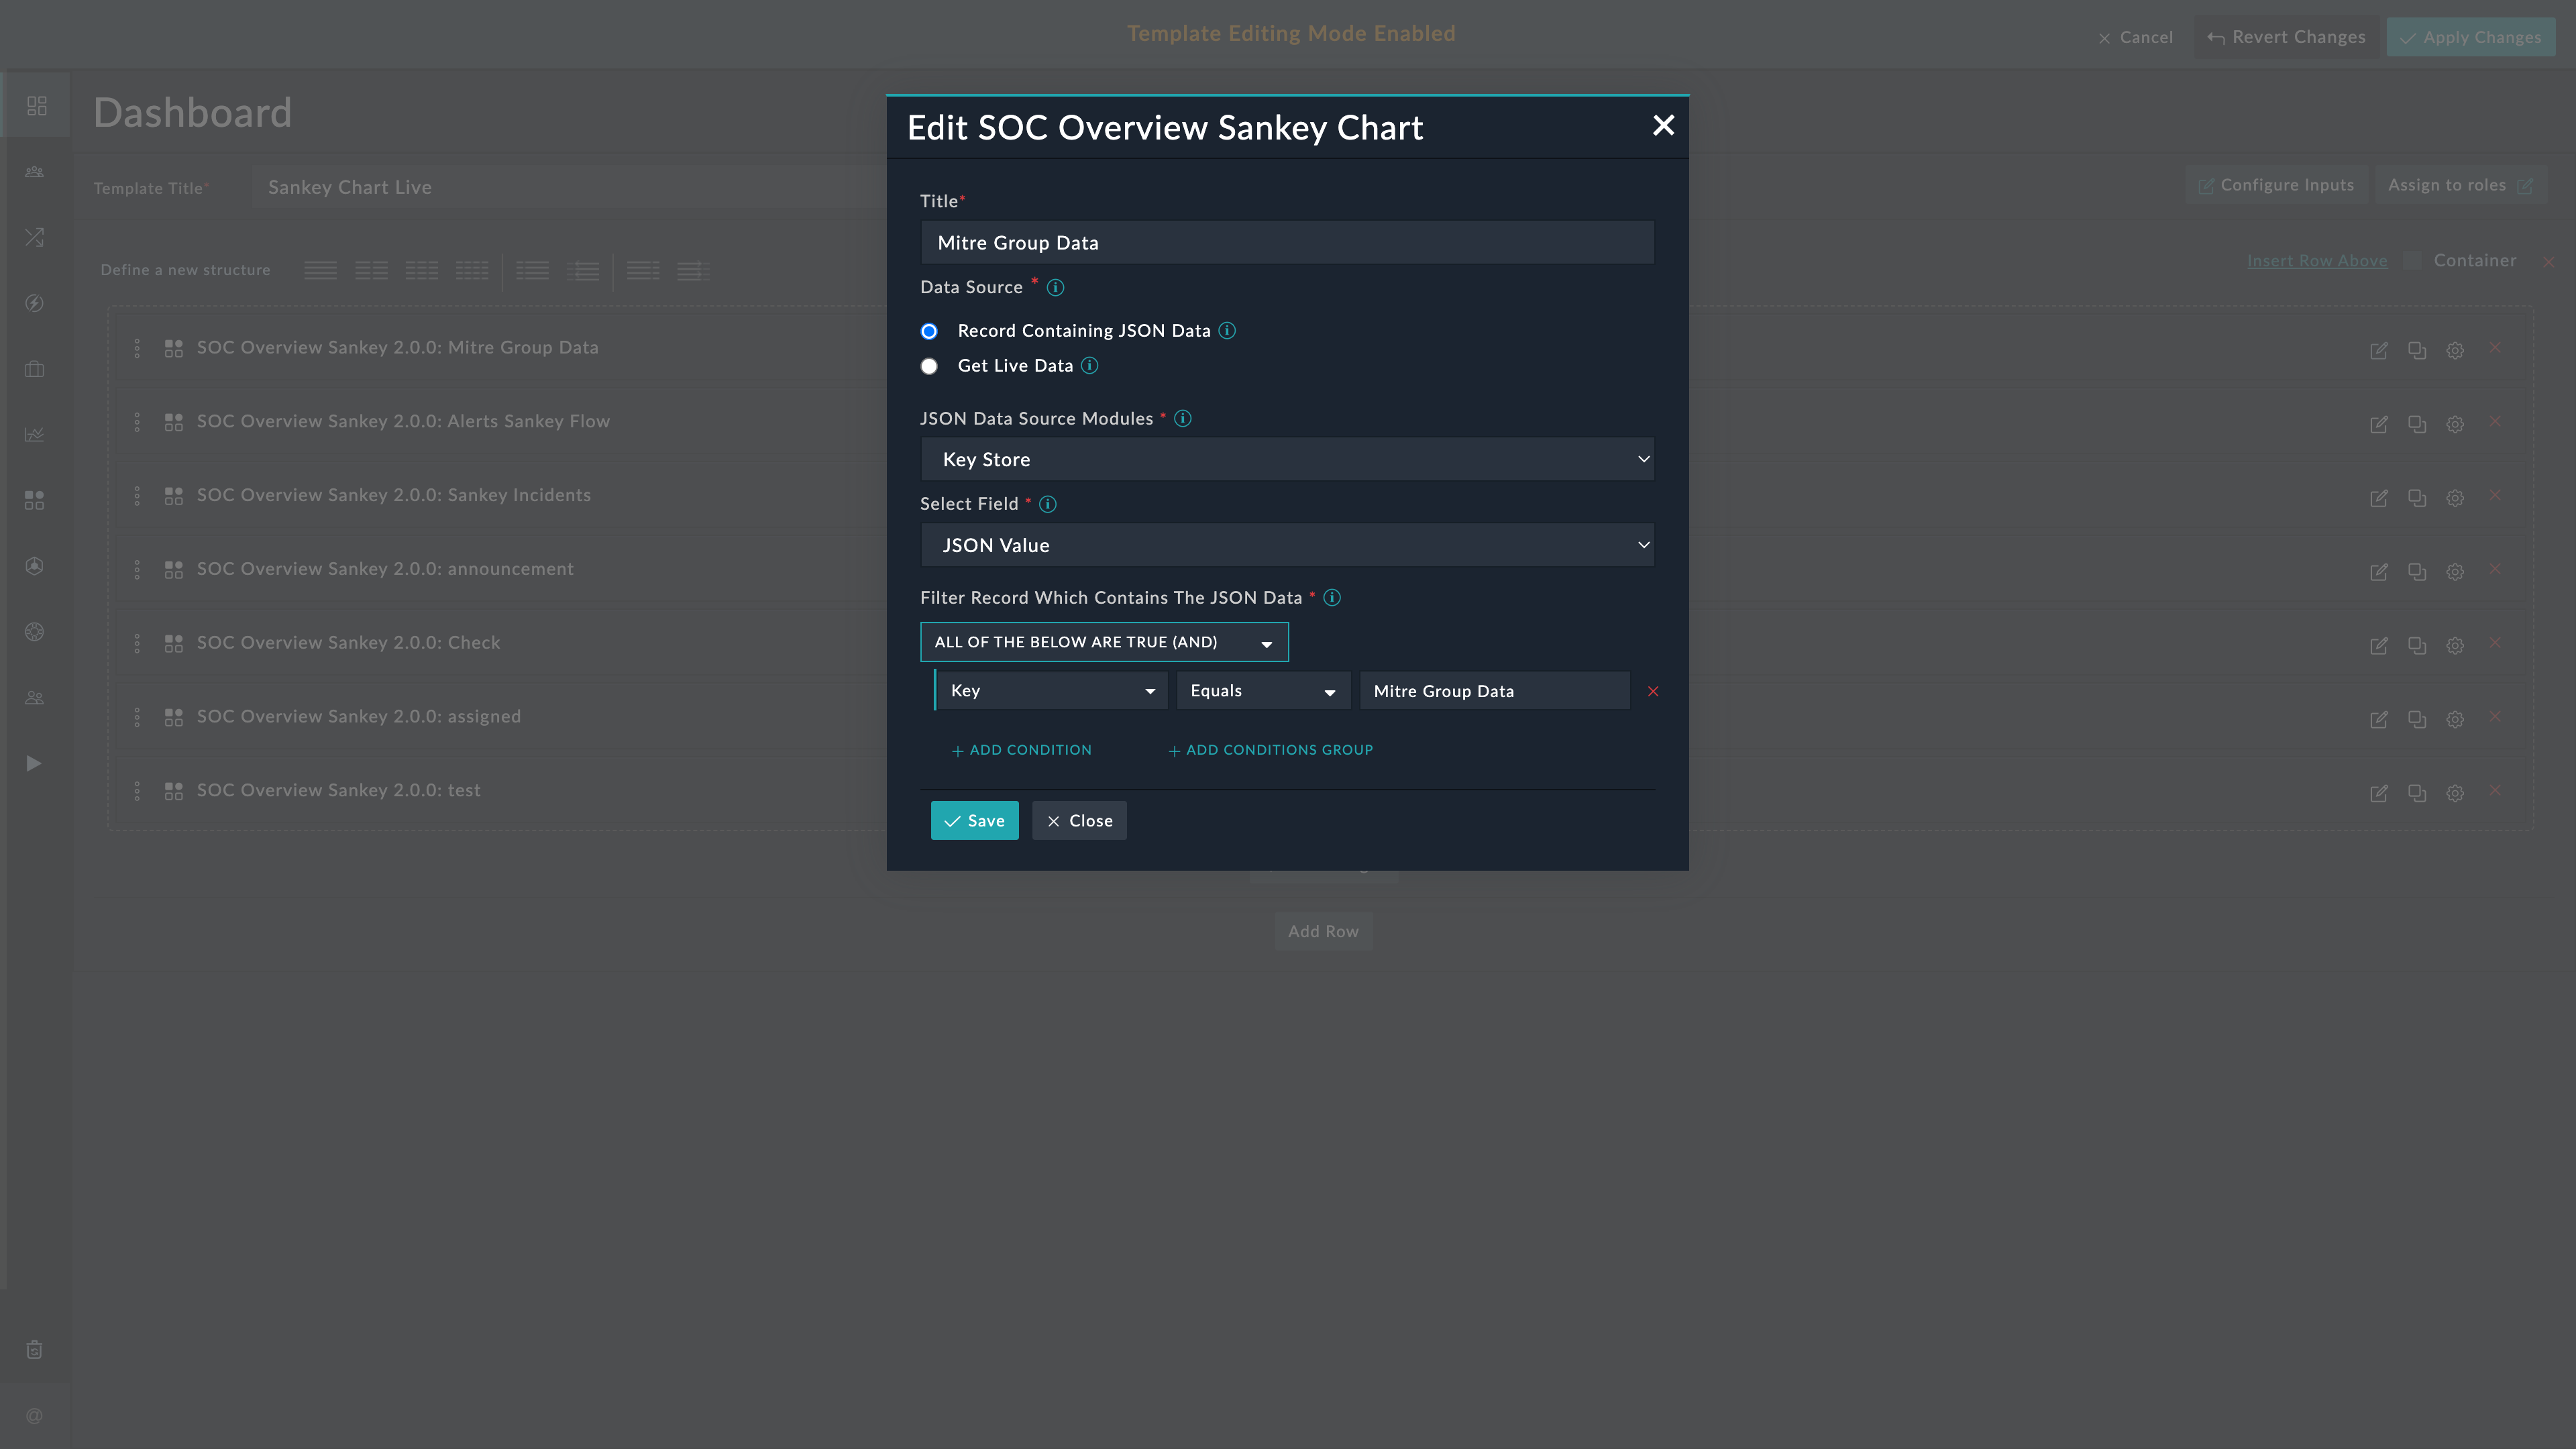 Template Editing Mode Enabled
Cancel
Revert Changes
Apply Changes
Dashboard
Template Title*
Sankey Chart Live
Configure Inputs
Assign to roles
Define a new structure
Insert Row Above
Container
SOC Overview Sankey 2.0.0: Mitre Group Data
SOC Overview Sankey 2.0.0: Alerts Sankey Flow
SOC Overview Sankey 2.0.0: Sankey Incidents
SOC Overview Sankey 2.0.0: announcement
SOC Overview Sankey 2.0.0: Check
SOC Overview Sankey 2.0.0: assigned
SOC Overview Sankey 2.0.0: test
Add Row
Edit SOC Overview Sankey Chart
Title*
Mitre Group Data
Data Source *
Record Containing JSON Data
Get Live Data
JSON Data Source Modules *
Key Store
Select Field *
JSON Value
Filter Record Which Contains The JSON Data *
ALL OF THE BELOW ARE TRUE (AND)
Key
Equals
Mitre Group Data
+ ADD CONDITION
+ ADD CONDITIONS GROUP
Save
Close
@